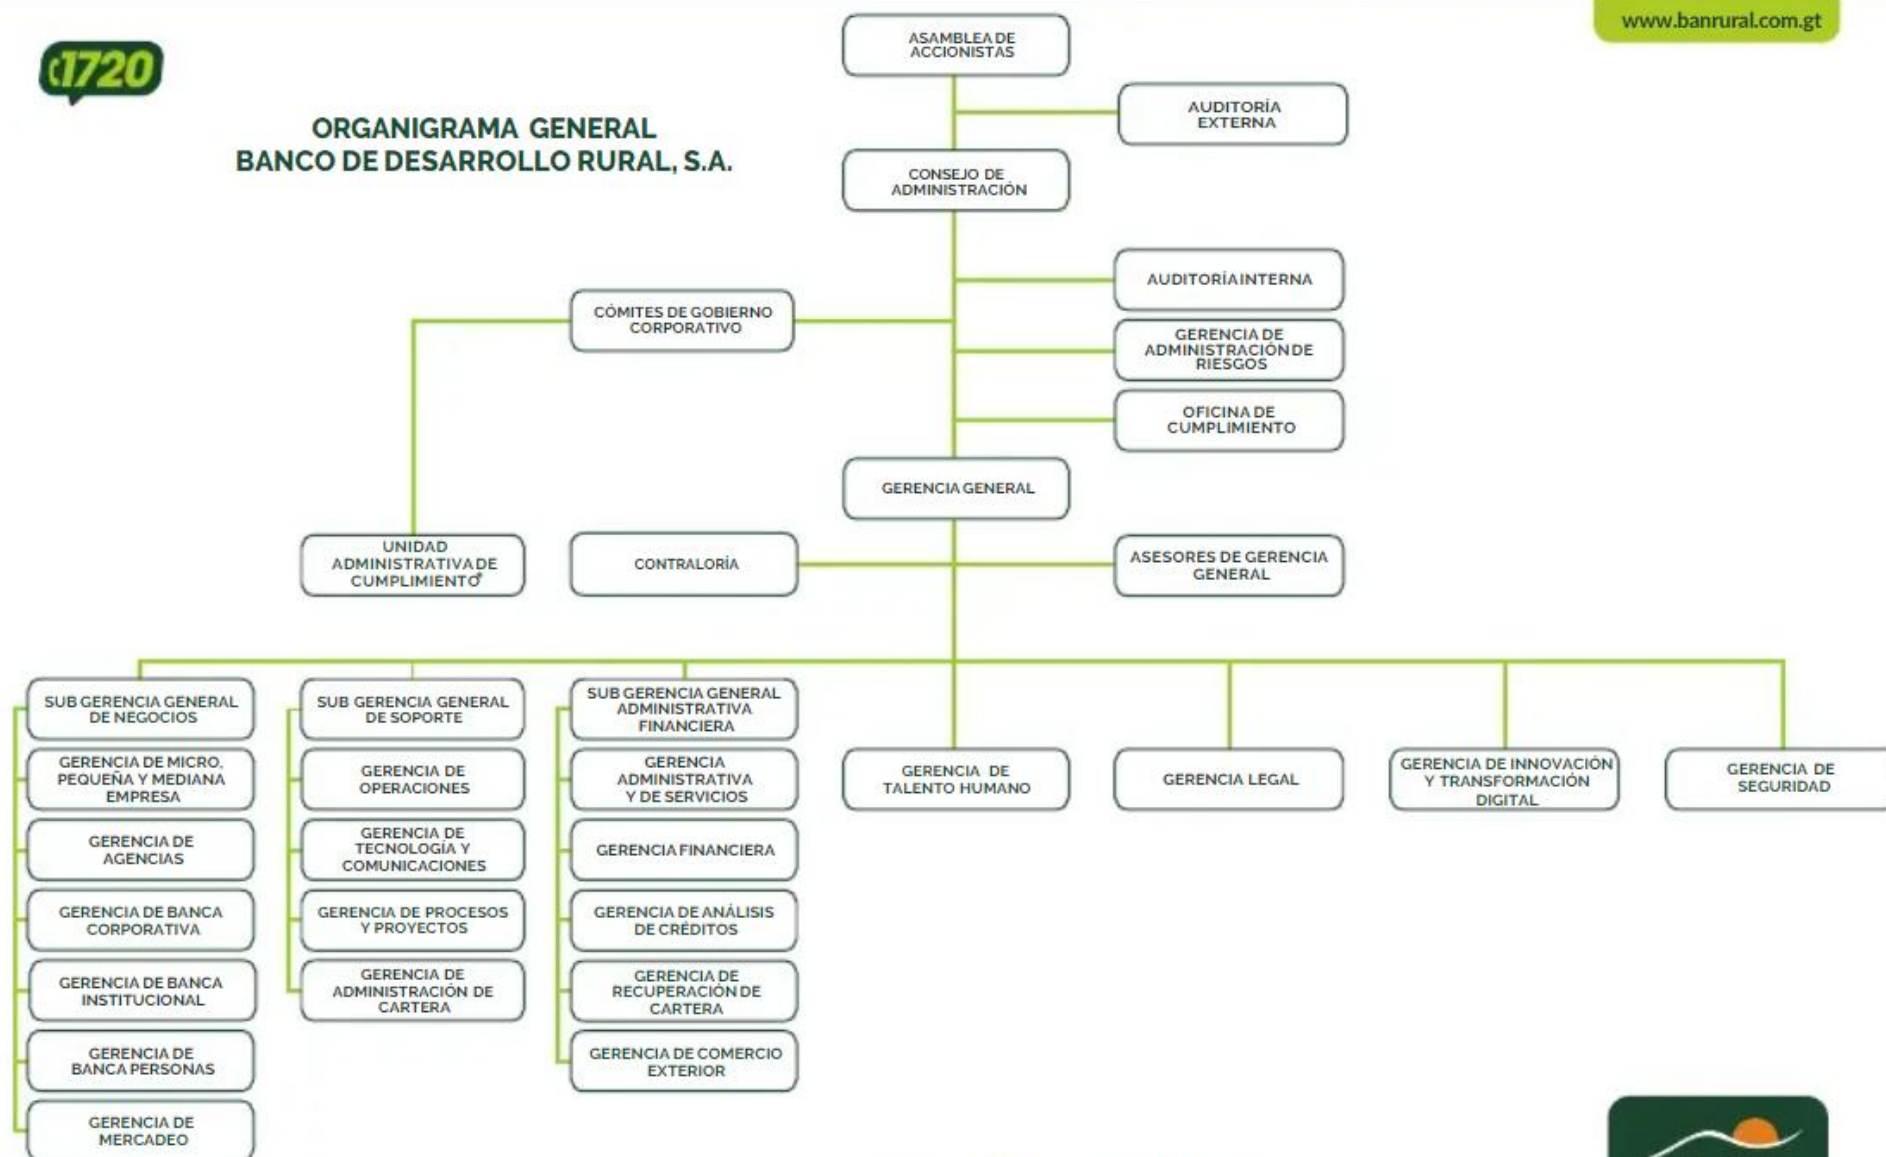 www.banrural.com.gt
1720
ORGANIGRAMA GENERAL
BANCO DE DESARROLLO RURAL, S.A.
ASAMBLEA DE
ACCIONISTAS
AUDITORÍA
EXTERNA
CONSEJO DE
ADMINISTRACIÓN
AUDITORÍA INTERNA
CÓMITES DE GOBIERNO
CORPORATIVO
GERENCIA DE
ADMINISTRACIÓN DE
RIESGOS
OFICINA DE
CUMPLIMIENTO
GERENCIA GENERAL
UNIDAD
ADMINISTRATIVA DE
CUMPLIMIENTO*
CONTRALORÍA
ASESORES DE GERENCIA
GENERAL
SUB GERENCIA GENERAL
DE NEGOCIOS
GERENCIA DE MICRO,
PEQUEÑA Y MEDIANA
EMPRESA
GERENCIA DE
AGENCIAS
GERENCIA DE BANCA
CORPORATIVA
GERENCIA DE BANCA
INSTITUCIONAL
GERENCIA DE
BANCA PERSONAS
GERENCIA DE
MERCADEO
SUB GERENCIA GENERAL
DE SOPORTE
GERENCIA DE
OPERACIONES
GERENCIA DE
TECNOLOGÍA Y
COMUNICACIONES
GERENCIA DE PROCESOS
Y PROYECTOS
GERENCIA DE
ADMINISTRACIÓN DE
CARTERA
SUB GERENCIA GENERAL
ADMINISTRATIVA
FINANCIERA
GERENCIA
ADMINISTRATIVA
Y DE SERVICIOS
GERENCIA FINANCIERA
GERENCIA DE ANÁLISIS
DE CRÉDITOS
GERENCIA DE
RECUPERACIÓN DE
CARTERA
GERENCIA DE COMERCIO
EXTERIOR
GERENCIA DE
TALENTO HUMANO
GERENCIA LEGAL
GERENCIA DE INNOVACIÓN
Y TRANSFORMACIÓN
DIGITAL
GERENCIA DE
SEGURIDAD